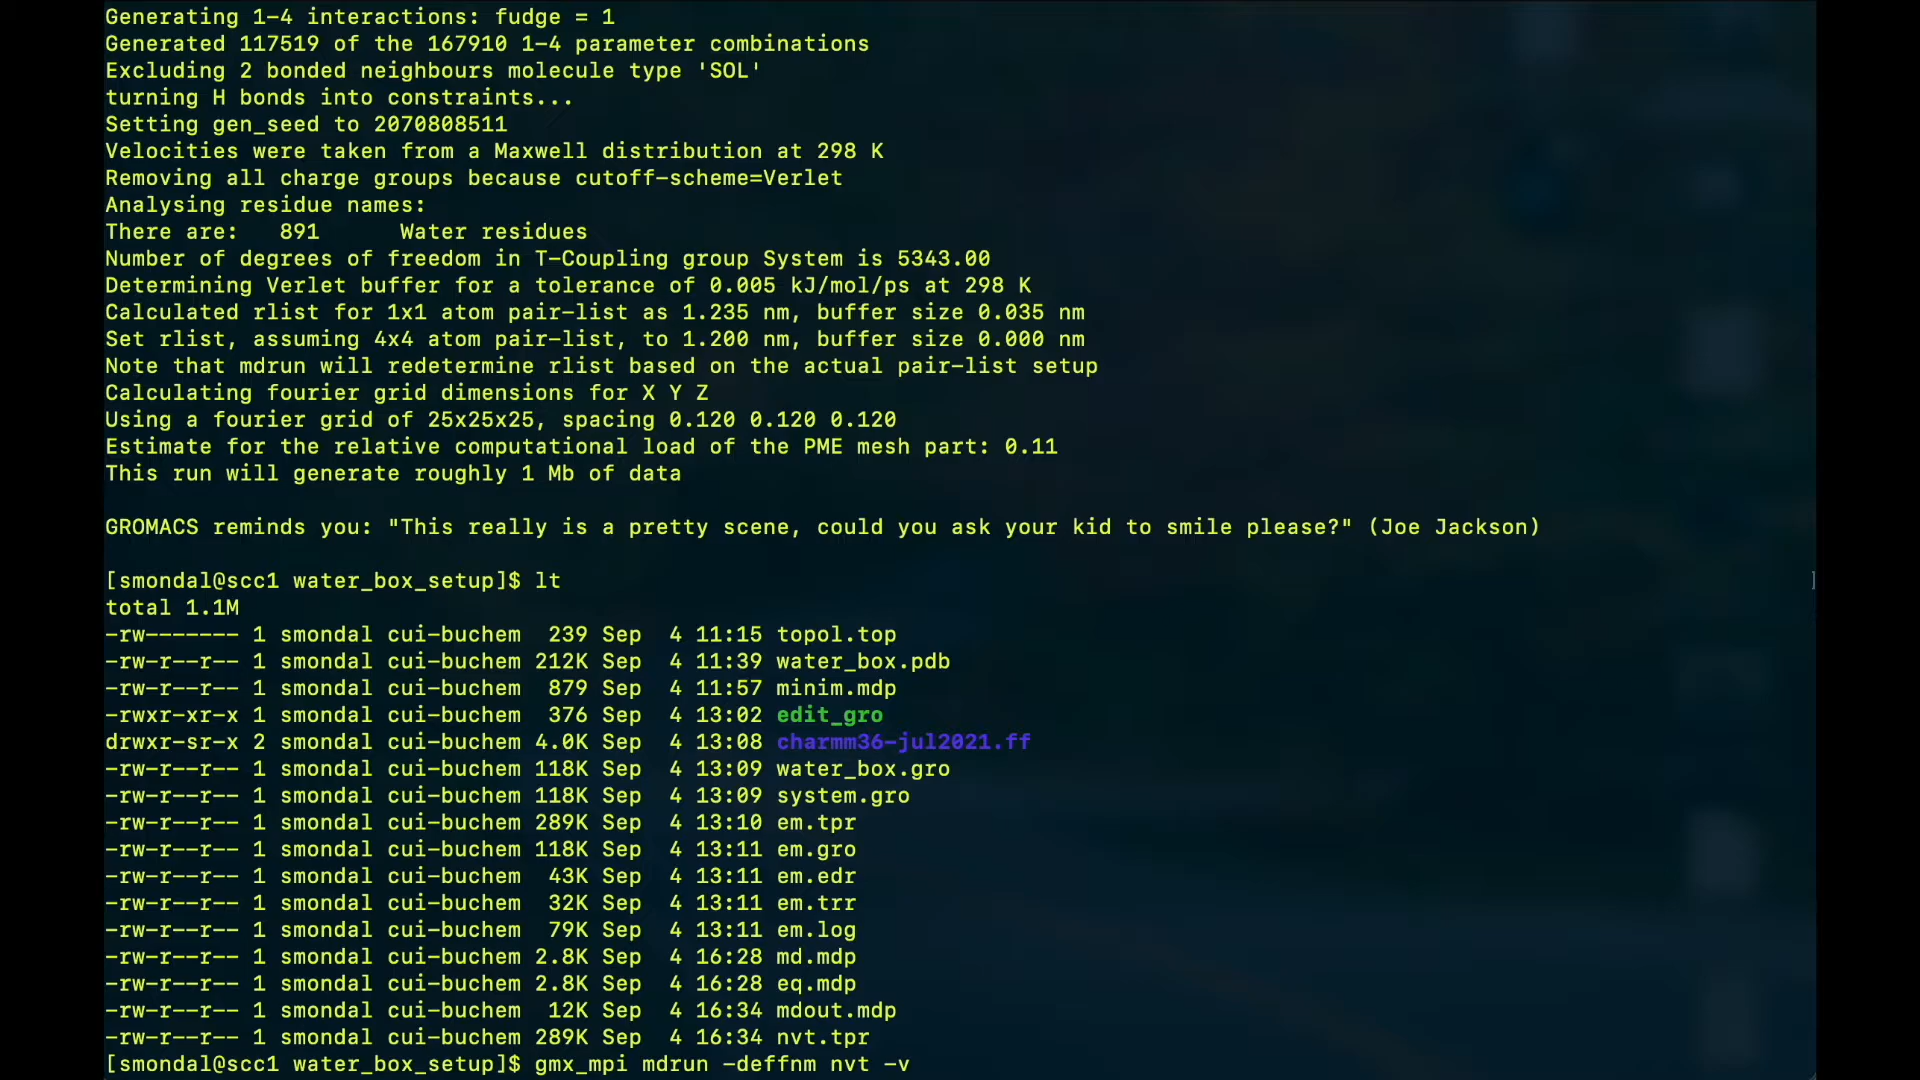 Generating 1-4 interactions: fudge = 1
Generated 117519 of the 167910 1-4 parameter combinations
Excluding 2 bonded neighbours molecule type 'SOL'
turning H bonds into constraints...
Setting gen_seed to 2070808511
Velocities were taken from a Maxwell distribution at 298 K
Removing all charge groups because cutoff-scheme=Verlet
Analysing residue names:
There are:   891      Water residues
Number of degrees of freedom in T-Coupling group System is 5343.00
Determining Verlet buffer for a tolerance of 0.005 kJ/mol/ps at 298 K
Calculated rlist for 1x1 atom pair-list as 1.235 nm, buffer size 0.035 nm
Set rlist, assuming 4x4 atom pair-list, to 1.200 nm, buffer size 0.000 nm
Note that mdrun will redetermine rlist based on the actual pair-list setup
Calculating fourier grid dimensions for X Y Z
Using a fourier grid of 25x25x25, spacing 0.120 0.120 0.120
Estimate for the relative computational load of the PME mesh part: 0.11
This run will generate roughly 1 Mb of data
GROMACS reminds you: "This really is a pretty scene, could you ask your kid to smile please?" (Joe Jackson)
[smondal@scc1 water_box_setup]$ lt
total 1.1M
-rw------- 1 smondal cui-buchem  239 Sep  4 11:15 topol.top
-rw-r--r-- 1 smondal cui-buchem 212K Sep  4 11:39 water_box.pdb
-rw-r--r-- 1 smondal cui-buchem  879 Sep  4 11:57 minim.mdp
-rwxr-xr-x 1 smondal cui-buchem  376 Sep  4 13:02 edit_gro
drwxr-sr-x 2 smondal cui-buchem 4.0K Sep  4 13:08 charmm36-jul2021.ff
-rw-r--r-- 1 smondal cui-buchem 118K Sep  4 13:09 water_box.gro
-rw-r--r-- 1 smondal cui-buchem 118K Sep  4 13:09 system.gro
-rw-r--r-- 1 smondal cui-buchem 289K Sep  4 13:10 em.tpr
-rw-r--r-- 1 smondal cui-buchem 118K Sep  4 13:11 em.gro
-rw-r--r-- 1 smondal cui-buchem  43K Sep  4 13:11 em.edr
-rw-r--r-- 1 smondal cui-buchem  32K Sep  4 13:11 em.trr
-rw-r--r-- 1 smondal cui-buchem  79K Sep  4 13:11 em.log
-rw-r--r-- 1 smondal cui-buchem 2.8K Sep  4 16:28 md.mdp
-rw-r--r-- 1 smondal cui-buchem 2.8K Sep  4 16:28 eq.mdp
-rw-r--r-- 1 smondal cui-buchem  12K Sep  4 16:34 mdout.mdp
-rw-r--r-- 1 smondal cui-buchem 289K Sep  4 16:34 nvt.tpr
[smondal@scc1 water_box_setup]$ gmx_mpi mdrun -deffnm nvt -v